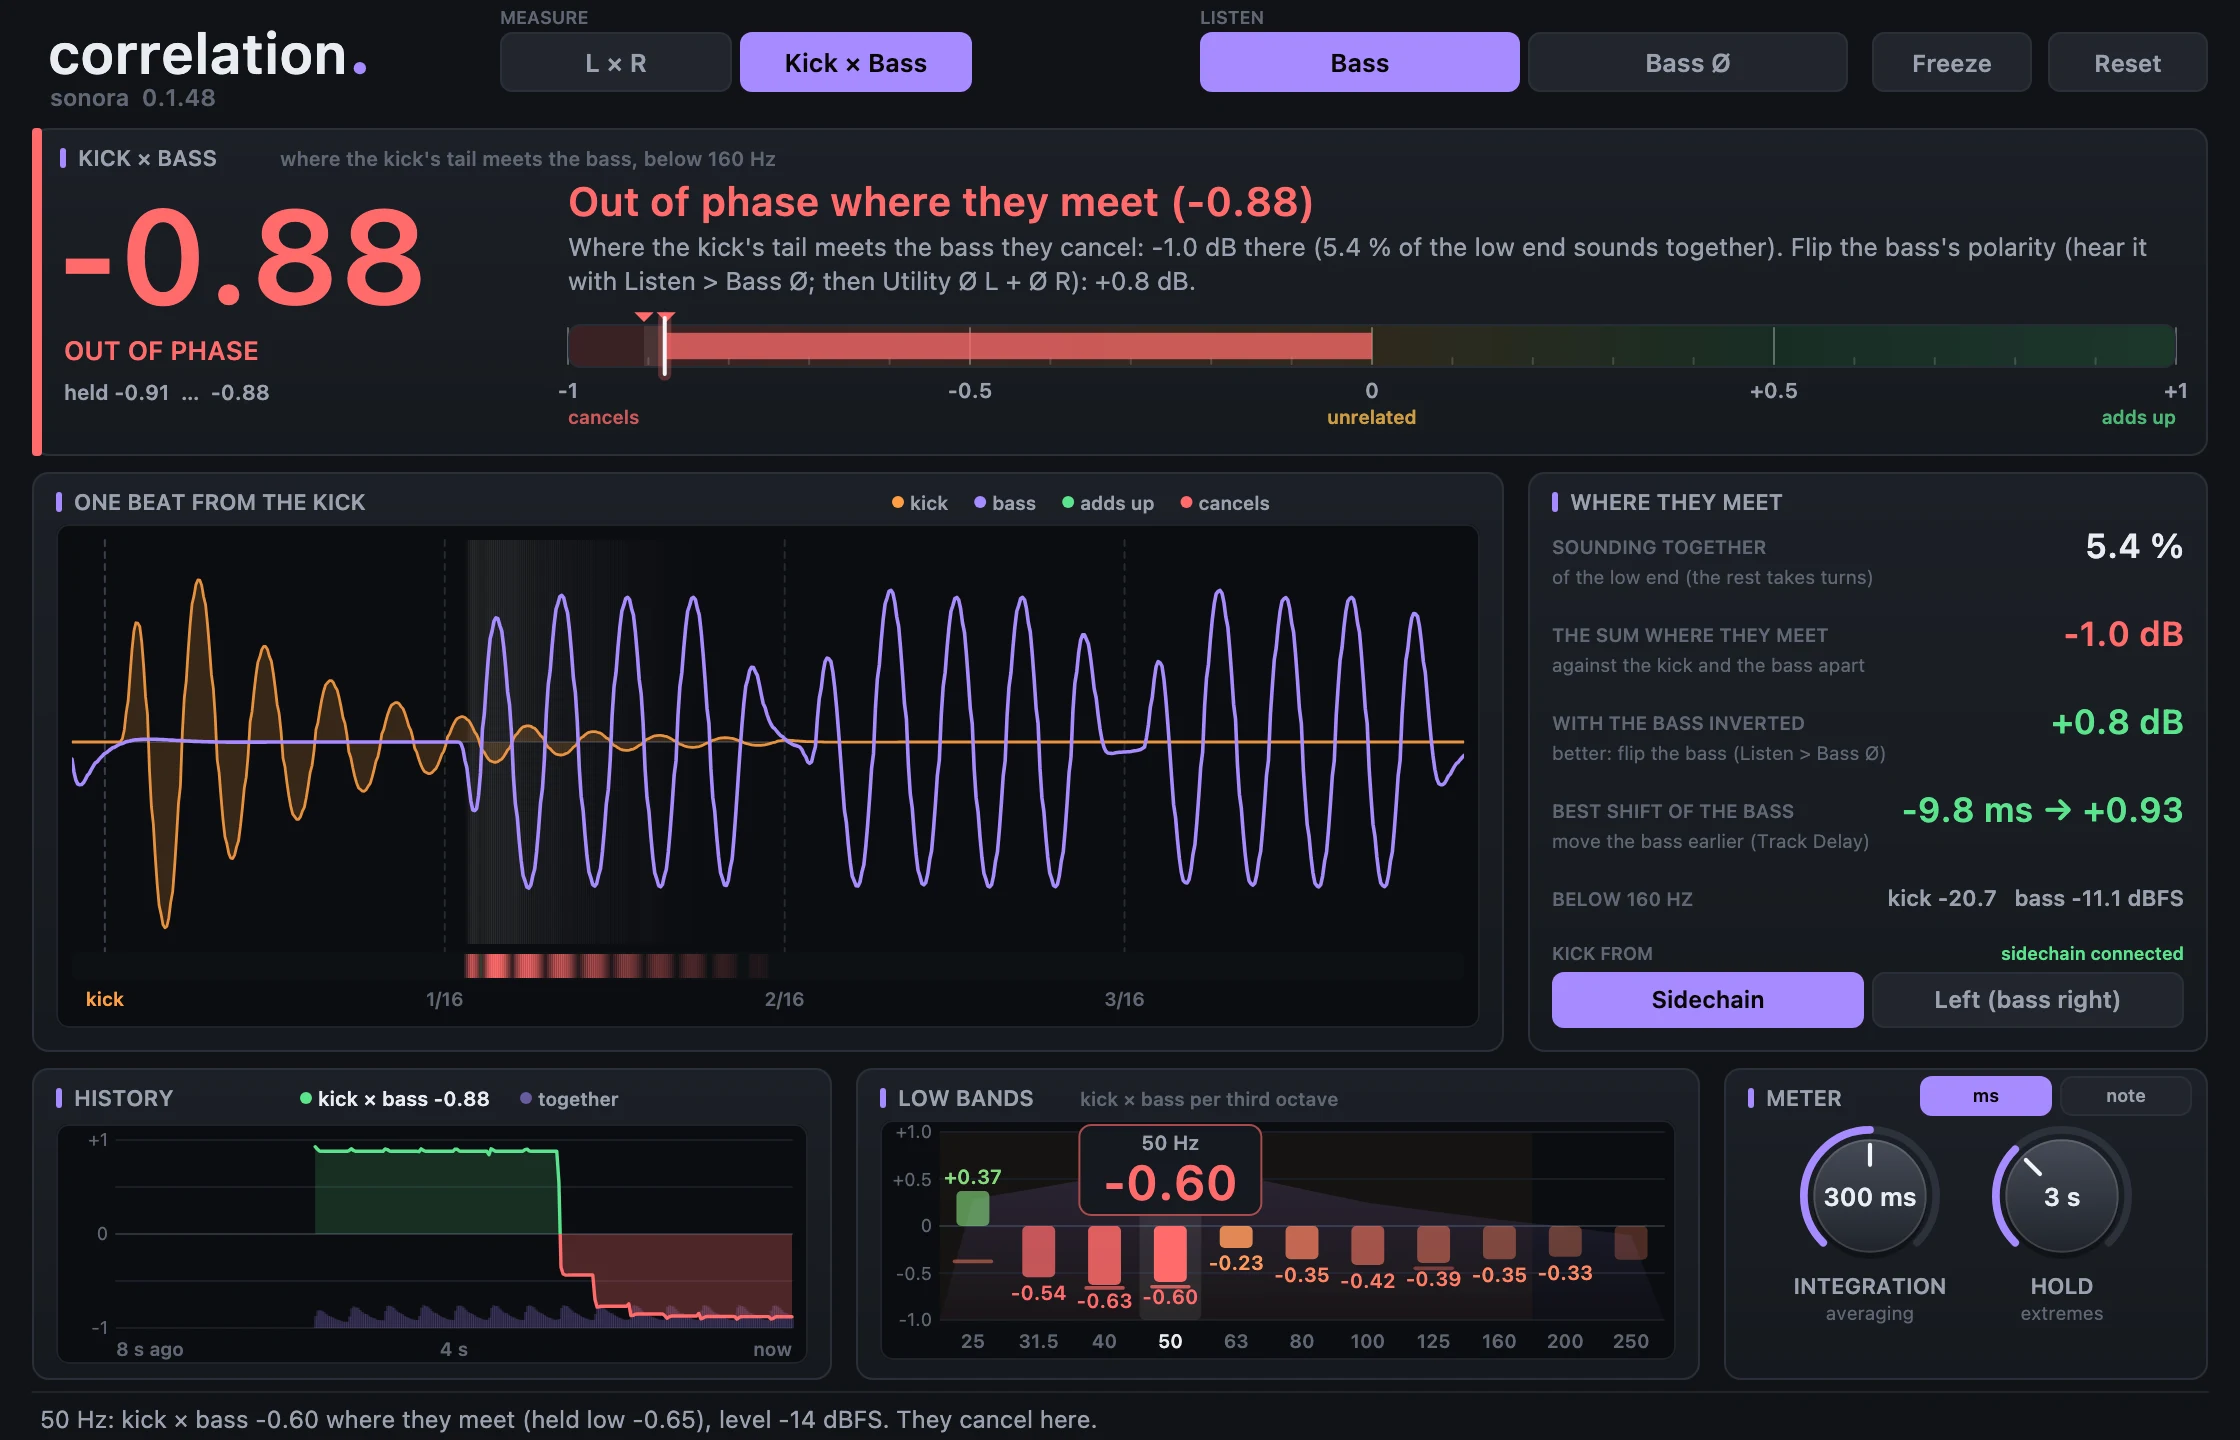 MEASURE
LISTEN
correlation.
L × R
Kick × Bass
Bass
Bass Ø
Freeze
Reset
sonora 0.1.48
KICK × BASS
where the kick's tail meets the bass, below 160 Hz
-0.88
OUT OF PHASE
held -0.91 ... -0.88
Out of phase where they meet (-0.88)
Where the kick's tail meets the bass they cancel: -1.0 dB there (5.4 % of the low end sounds together). Flip the bass's polarity (hear it
with Listen > Bass Ø; then Utility Ø L + Ø R): +0.8 dB.
-1
-0.5
0
+0.5
+1
cancels
unrelated
adds up
ONE BEAT FROM THE KICK
kick
bass
adds up
cancels
kick
1/16
2/16
3/16
WHERE THEY MEET
SOUNDING TOGETHER
5.4 %
of the low end (the rest takes turns)
THE SUM WHERE THEY MEET
-1.0 dB
against the kick and the bass apart
WITH THE BASS INVERTED
+0.8 dB
better: flip the bass (Listen > Bass Ø)
BEST SHIFT OF THE BASS
-9.8 ms → +0.93
move the bass earlier (Track Delay)
BELOW 160 HZ
kick -20.7 bass -11.1 dBFS
KICK FROM
sidechain connected
Sidechain
Left (bass right)
HISTORY
kick × bass -0.88
together
+1
0
-1
8 s ago
4 s
now
LOW BANDS
kick × bass per third octave
+1.0
+0.5
0
-0.5
-1.0
50 Hz
-0.60
+0.37
-0.54
-0.63
-0.60
-0.23
-0.35
-0.42
-0.39
-0.35
-0.33
25
31.5
40
50
63
80
100
125
160
200
250
METER
ms
note
300 ms
3 s
INTEGRATION
HOLD
averaging
extremes
50 Hz: kick × bass -0.60 where they meet (held low -0.65), level -14 dBFS. They cancel here.